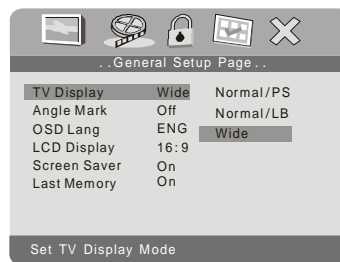 ..General Setup Page..
TV Display Wide Normal/PS
Angle Mark Off Normal/LB
OSD Lang ENG Wide
LCD Display 16:9
Screen Saver On
Last Memory On
Set TV Display Mode